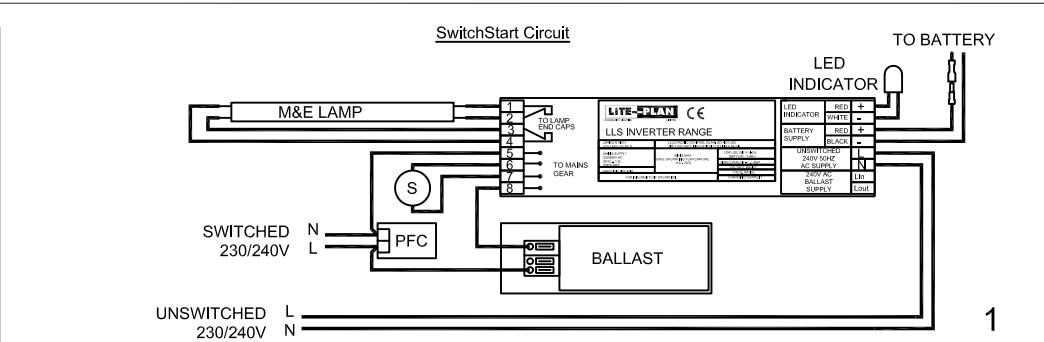 SwitchStart Circuit
TO BATTERY
LED
INDICATOR
M&E LAMP
1
2
3
4
5
6
7
8
TO LAMP
END CAPS
TO MAINS
GEAR
LiTE-PLAN CE
LLS INVERTER RANGE
LED
INDICATOR
RED +
WHITE -
BATTERY
SUPPLY
RED +
BLACK -
UNSWITCHED
240V 50HZ
AC SUPPLY
L
N
240V AC
BALLAST
SUPPLY
Lin
Lout
S
SWITCHED
230/240V
N
L
PFC
BALLAST
UNSWITCHED
230/240V
L
N
1